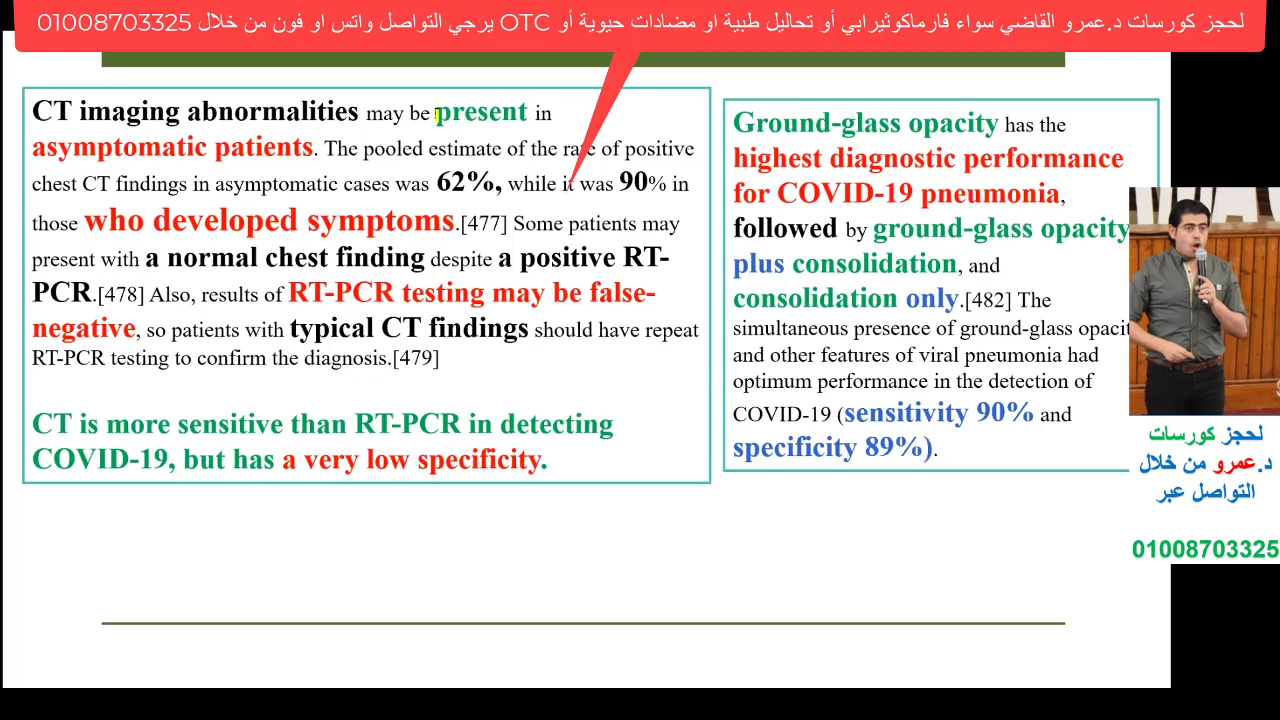 لحجز كورسات د.عمرو القاضي سواء فارماكوثيرابي أو تحاليل طبية او مضادات حيوية أو OTC يرجي التواصل واتس او فون من خلال 01008703325
CT imaging abnormalities may be present in
asymptomatic patients. The pooled estimate of the rate of positive
chest CT findings in asymptomatic cases was 62%, while it was 90% in
those who developed symptoms.[477] Some patients may
present with a normal chest finding despite a positive RT-
PCR.[478] Also, results of RT-PCR testing may be false-
negative, so patients with typical CT findings should have repeat
RT-PCR testing to confirm the diagnosis.[479]
CT is more sensitive than RT-PCR in detecting
COVID-19, but has a very low specificity.
Ground-glass opacity has the
highest diagnostic performance
for COVID-19 pneumonia,
followed by ground-glass opacity
plus consolidation, and
consolidation only.[482] The
simultaneous presence of ground-glass opacit
and other features of viral pneumonia had
optimum performance in the detection of
COVID-19 (sensitivity 90% and
specificity 89%).
لحجز كورسات
د.عمرو من خلال
التواصل عبر
01008703325